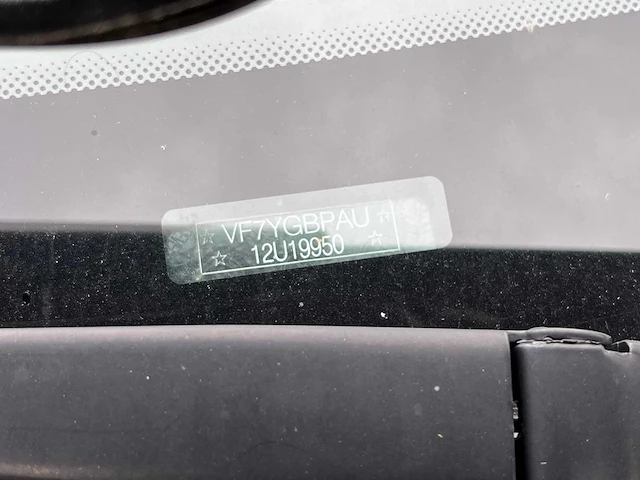 ☆ VF7YGBPAU ☆
☆ 12U19950 ☆